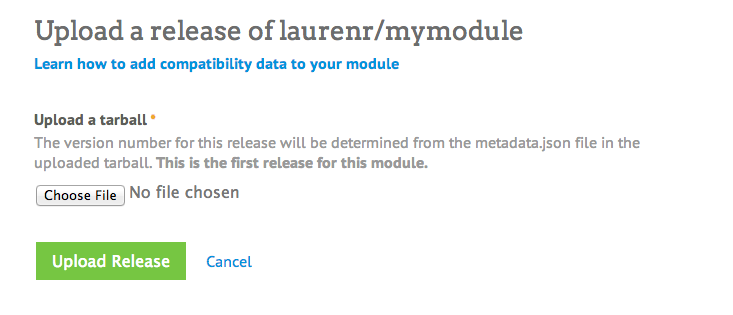 Upload a release of laurenr/mymodule
Learn how to add compatibility data to your module
Upload a tarball *
The version number for this release will be determined from the metadata.json file in the
uploaded tarball. This is the first release for this module.
Choose File No file chosen
Upload Release Cancel